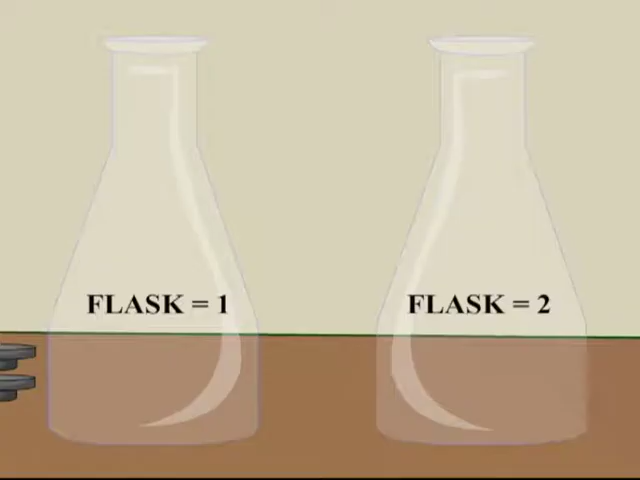 FLASK = 1
FLASK = 2